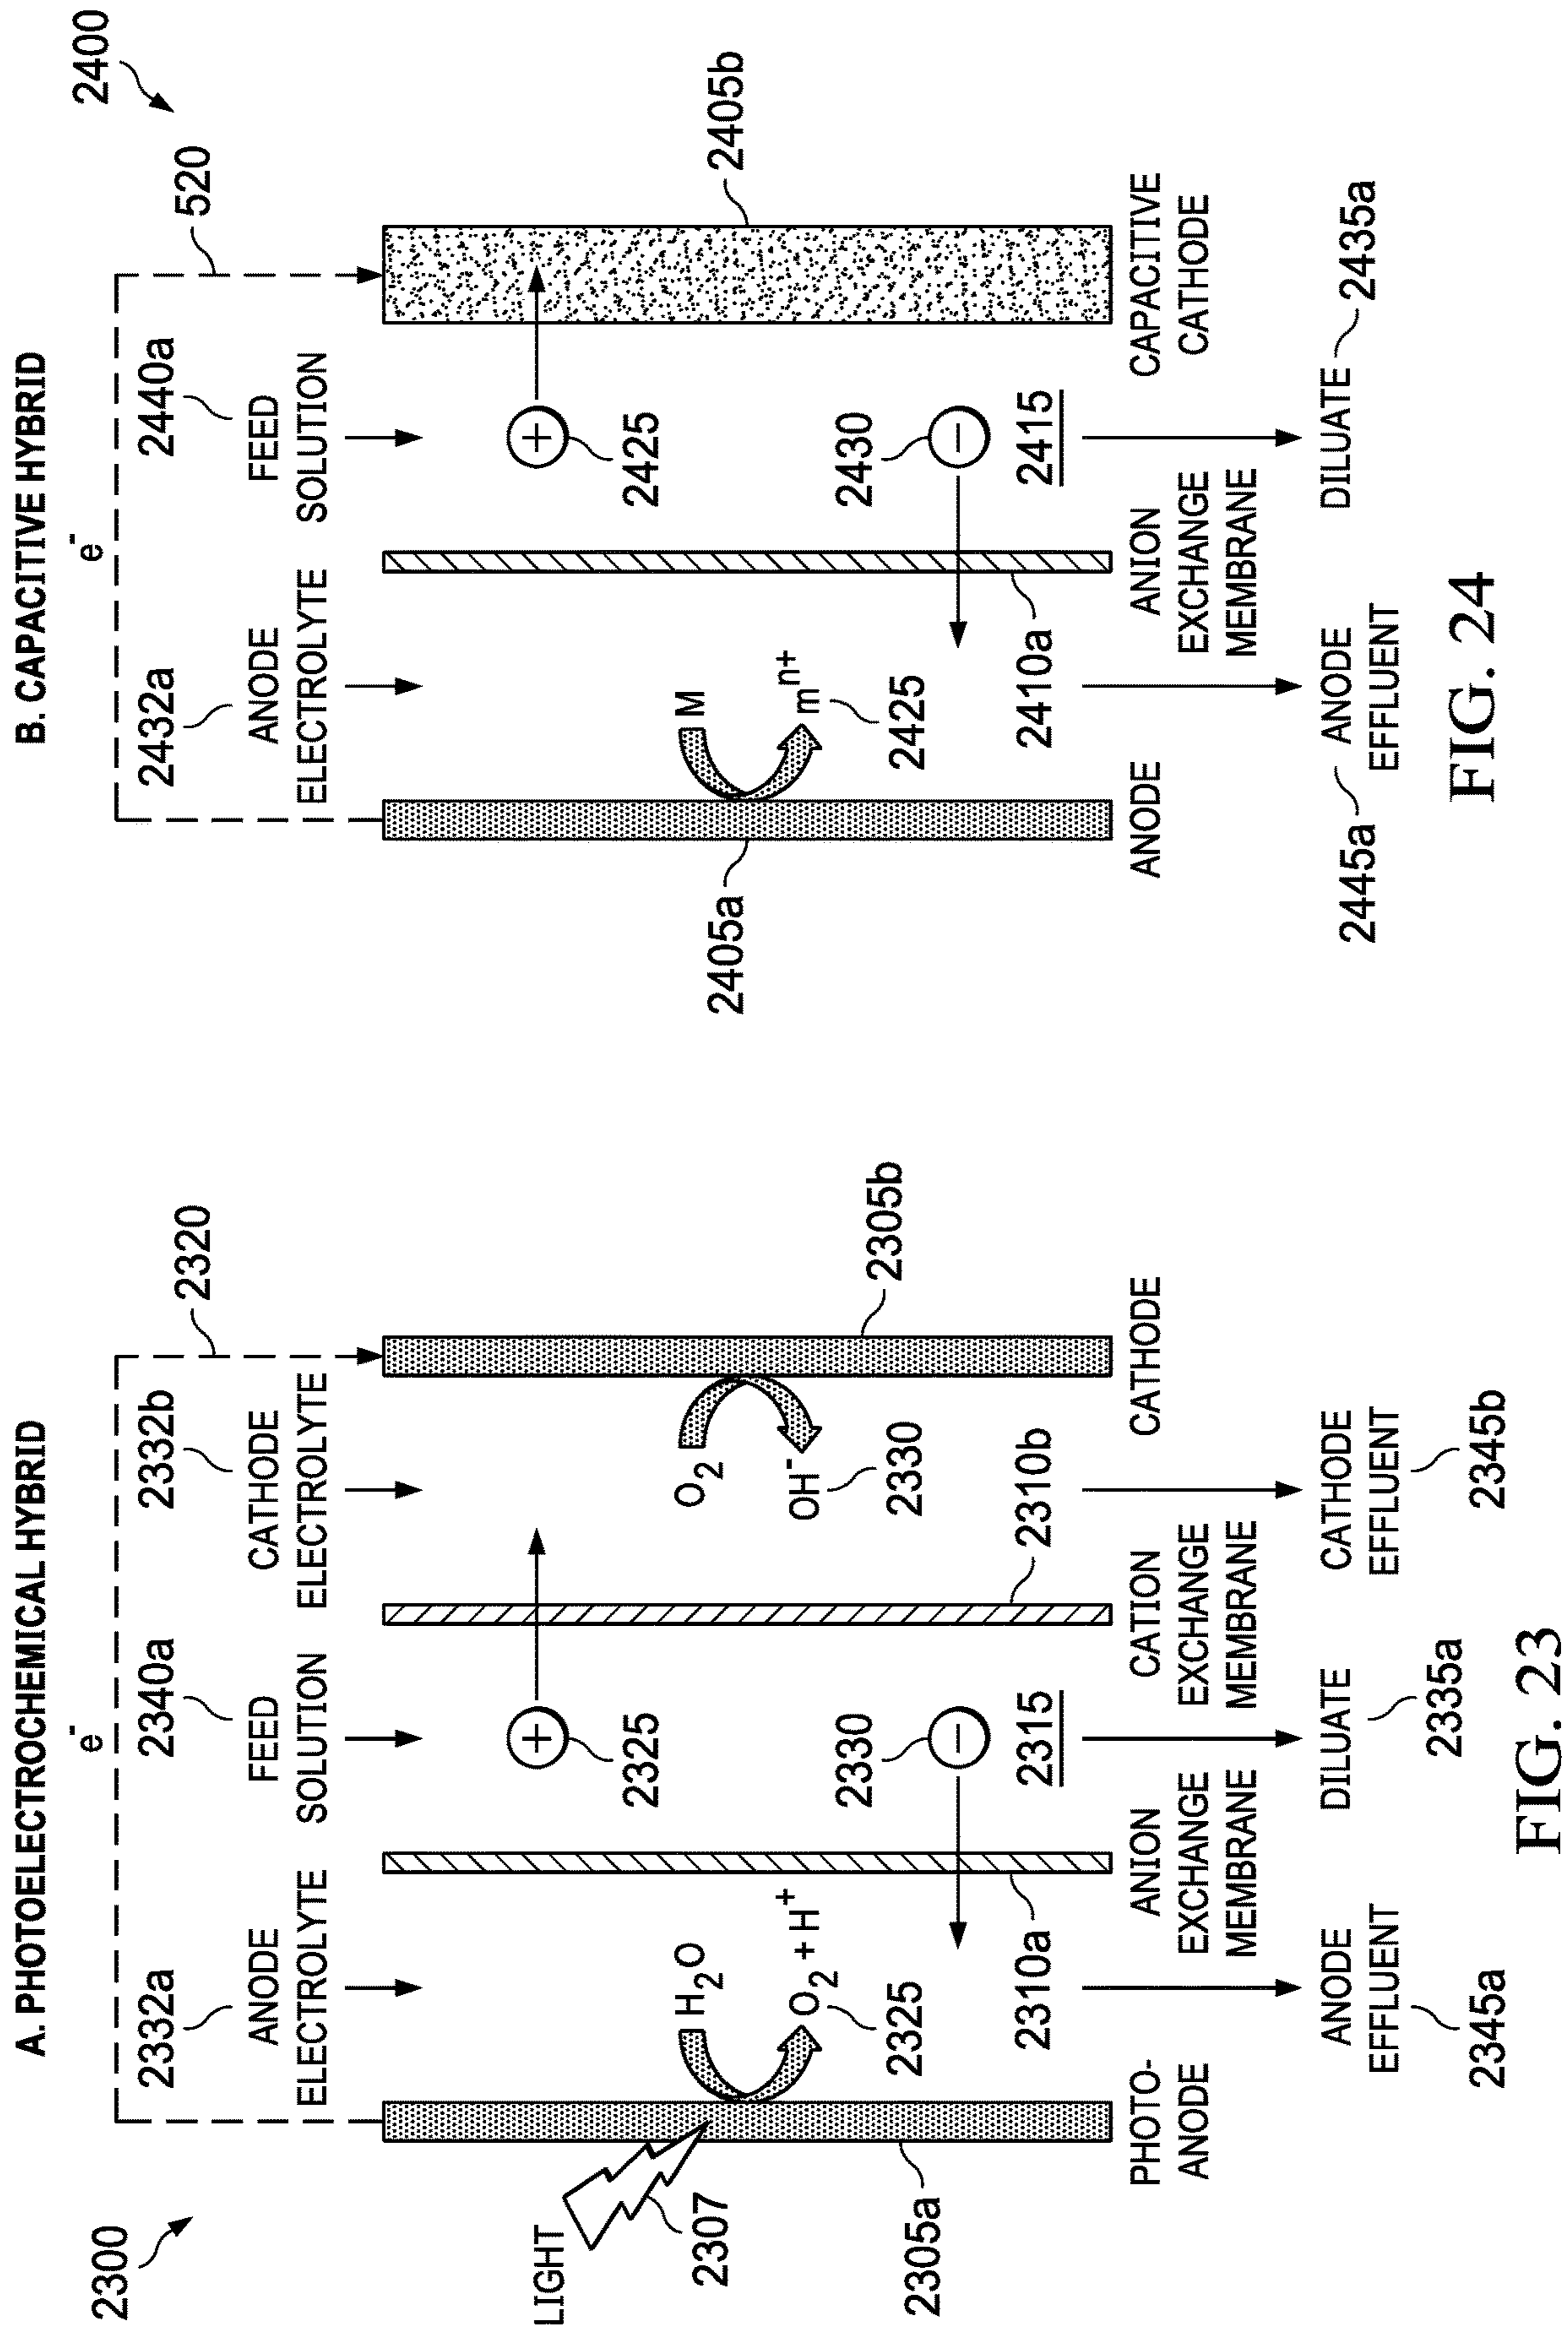 A. PHOTOELECTROCHEMICAL HYBRID
2300
e-
2320
2332a
2340a
2332b
ANODE
ELECTROLYTE
FEED
SOLUTION
CATHODE
ELECTROLYTE
LIGHT
2307
2325
H2O
O2 + H+
2325
O2
OH-
2330
2330
2305a
2305b
2310a
2315
2310b
PHOTO-
ANODE
ANION
EXCHANGE
MEMBRANE
CATION
EXCHANGE
MEMBRANE
CATHODE
ANODE
EFFLUENT
DILUATE
CATHODE
EFFLUENT
2345a
2335a
2345b
FIG. 23
B. CAPACITIVE HYBRID
2400
e-
520
2432a
2440a
ANODE
ELECTROLYTE
FEED
SOLUTION
+
2425
M
mn+
2425
2430
2405a
2405b
2410a
2415
ANODE
ANION
EXCHANGE
MEMBRANE
CAPACITIVE
CATHODE
2445a
ANODE
EFFLUENT
DILUATE
2435a
FIG. 24